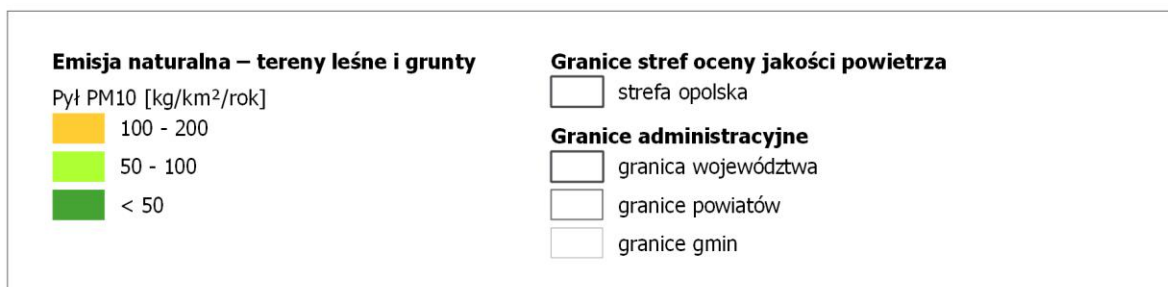 Emisja naturalna – tereny leśne i grunty
Pył PM10 [kg/km²/rok]
100 - 200
50 - 100
< 50
Granice stref oceny jakości powietrza
strefa opolska
Granice administracyjne
granica województwa
granice powiatów
granice gmin